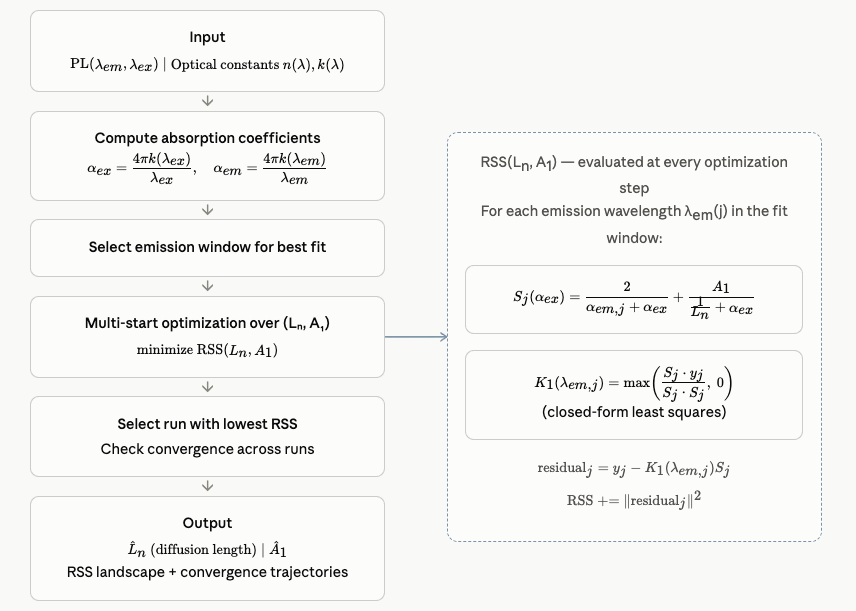 Input
PL(λ_em, λ_ex) | Optical constants n(λ), k(λ)
Compute absorption coefficients
α_ex = 4πk(λ_ex)/λ_ex, α_em = 4πk(λ_em)/λ_em
Select emission window for best fit
Multi-start optimization over (Lₙ, A₁)
minimize RSS(L_n, A_1)
Select run with lowest RSS
Check convergence across runs
Output
L̂_n (diffusion length) | Â_1
RSS landscape + convergence trajectories
RSS(L_n, A_1) — evaluated at every optimization
step
For each emission wavelength λ_em(j) in the fit
window:
S_j(α_ex) = 2/(α_em,j + α_ex) + A_1/(1/L_n + α_ex)
K_1(λ_em,j) = max(S_j · y_j / S_j · S_j, 0)
(closed-form least squares)
residual_j = y_j − K_1(λ_em,j)S_j
RSS += ‖residual_j‖²